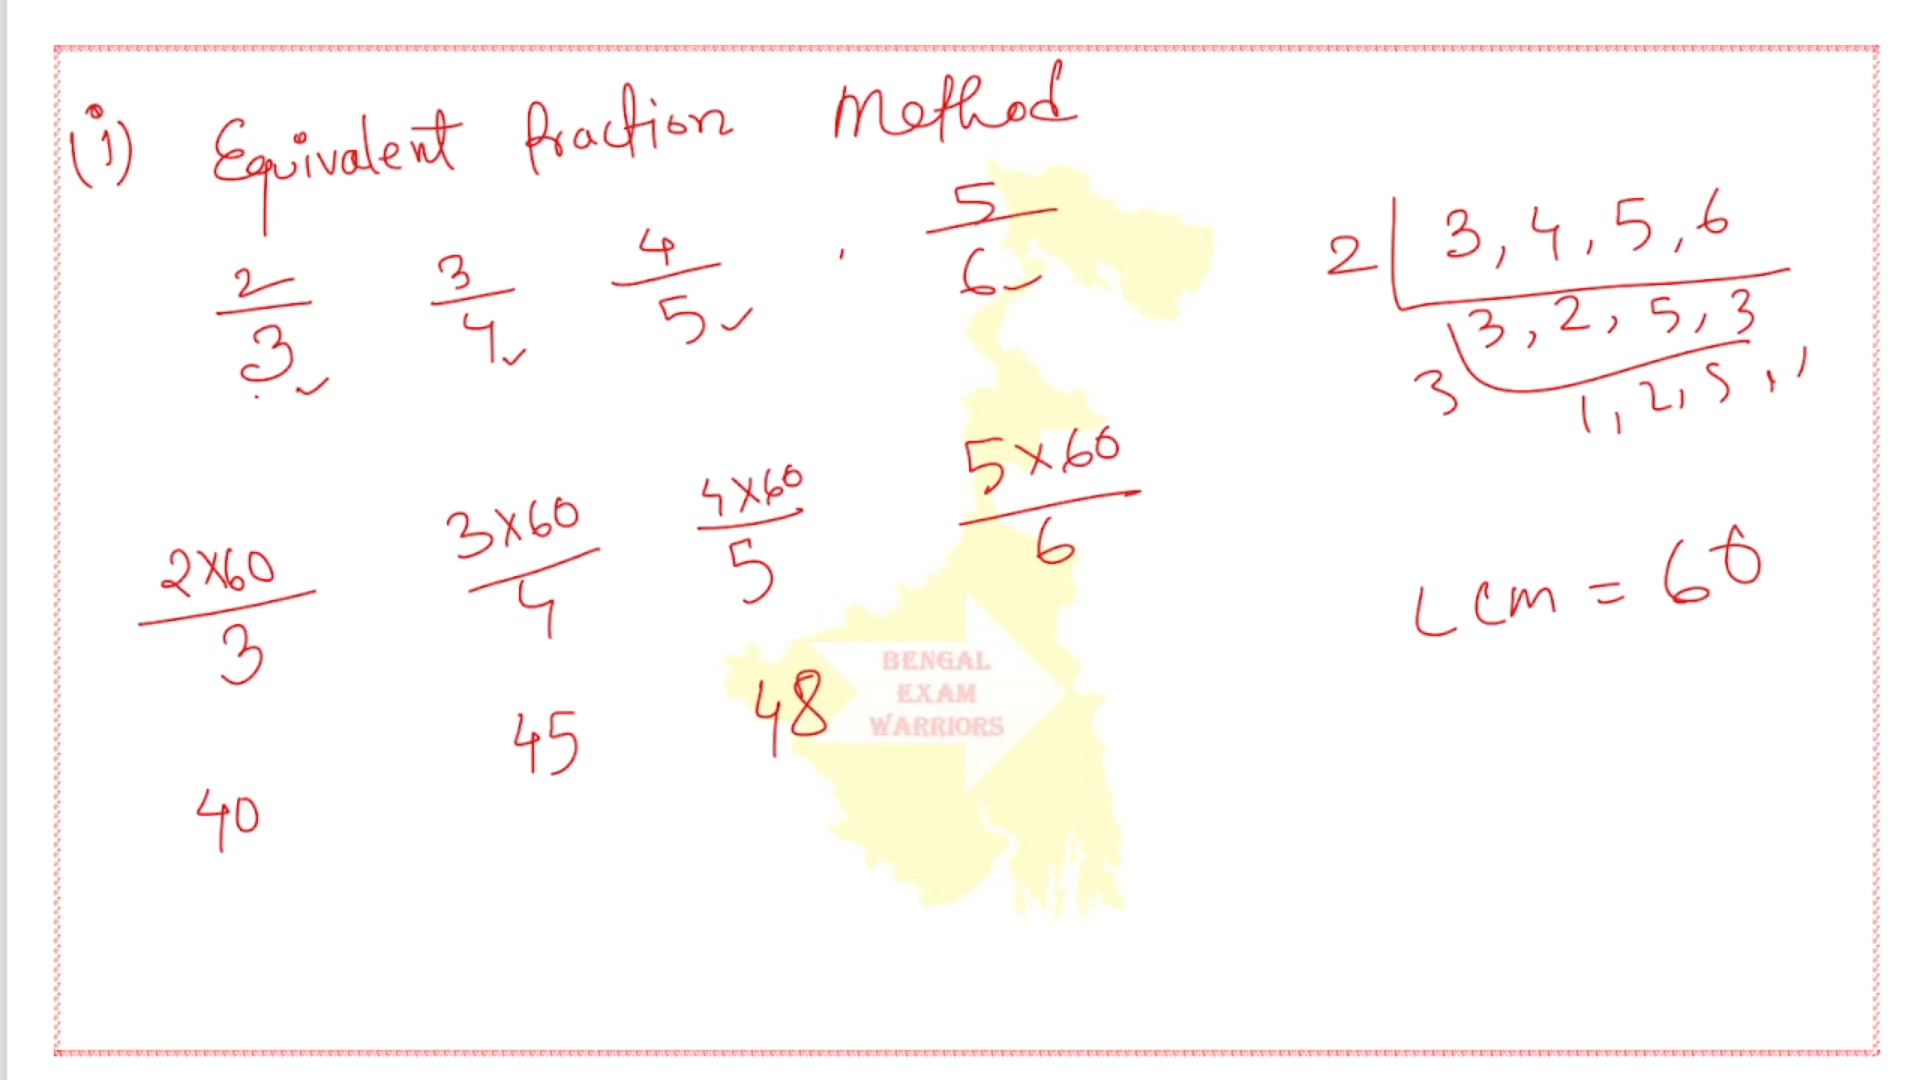 (i) Equivalent fraction Method
2/3 3/4 4/5 , 5/6
2×60/3 3×60/4 4×60/5 5×60/6
40 45 48
2 | 3, 4, 5, 6
3 | 3, 2, 5, 3
1, 2, 5, 1
LCM = 60
BENGAL
EXAM
WARRIORS